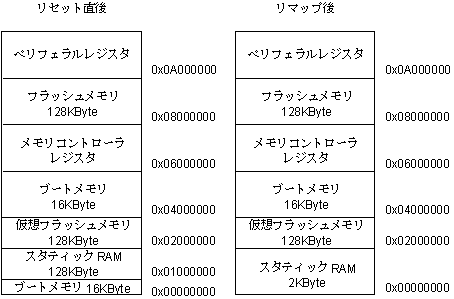 リセット直後
ペリフェラルレジスタ
0x0A000000
フラッシュメモリ
128KByte
0x08000000
メモリコントローラ
レジスタ
0x06000000
ブートメモリ
16KByte
0x04000000
仮想フラッシュメモリ
128KByte
0x02000000
スタティックRAM
128KByte
0x01000000
ブートメモリ 16KByte
0x00000000
リマップ後
ペリフェラルレジスタ
0x0A000000
フラッシュメモリ
128KByte
0x08000000
メモリコントローラ
レジスタ
0x06000000
ブートメモリ
16KByte
0x04000000
仮想フラッシュメモリ
128KByte
0x02000000
スタティックRAM
2KByte
0x00000000